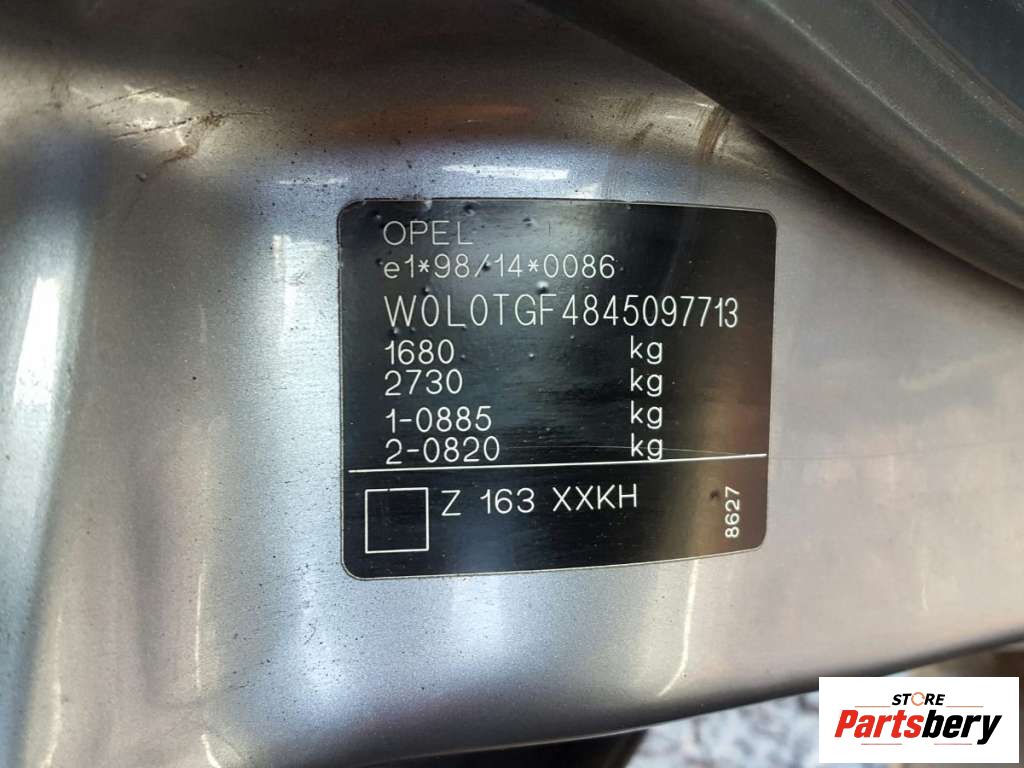 OPEL
e1*98/14*0086
W0L0TGF4845097713
1680 kg
2730 kg
1-0885 kg
2-0820 kg
Z 163 XXKH
8627
STORE
Partsbery